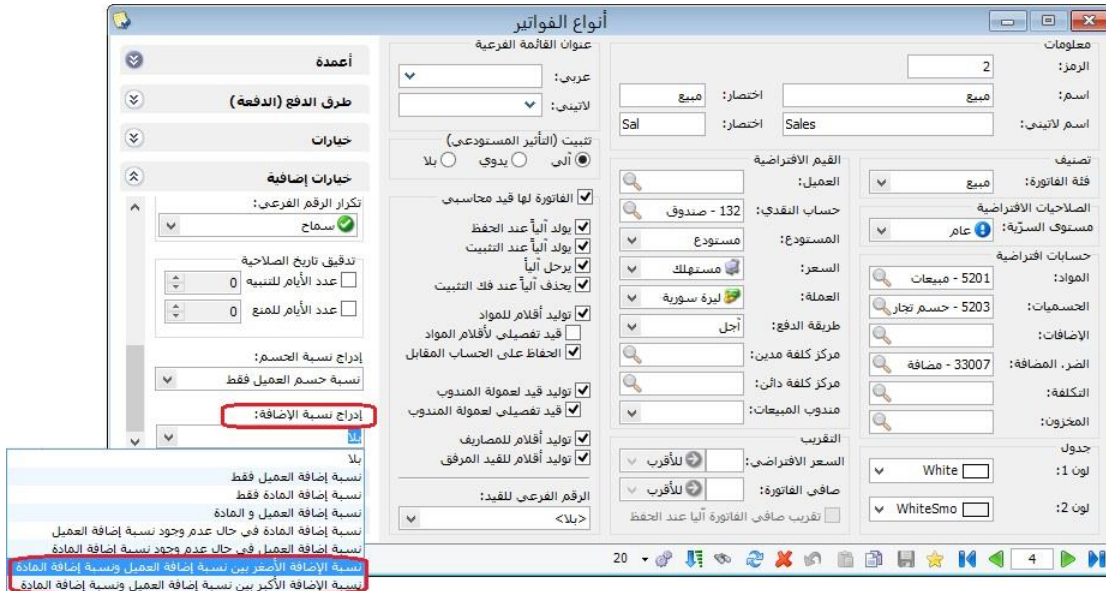 أنواع الفواتير
معلومات
الرمز: 2
اسم: مبيع اختصار: مبيع
اسم لاتيني: Sales اختصار: Sal
تصنيف
فئة الفاتورة: مبيع
الصلاحيات الافتراضية
مستوى السرّية: عام
حسابات افتراضية
المواد: 5201 - مبيعات
الحسميات: 5203 - حسم تجار
الإضافات:
الضر. المضافة: 33007 - مضافة
التكلفة:
المخزون:
جدول
لون 1: White
لون 2: WhiteSmo
القيم الافتراضية
العميل:
حساب النقدي: 132 - صندوق
المستودع: مستودع
السعر: مستهلك
العملة: ليرة سورية
طريقة الدفع: آجل
مركز كلفة مدين:
مركز كلفة دائن:
مندوب المبيعات:
التقريب
السعر الافتراضي: للأقرب
صافي الفاتورة: للأقرب
تقريب صافي الفاتورة آليا عند الحفظ
عنوان القائمة الفرعية
عربي:
لاتيني:
تثبيت (التأثير المستودعي)
آلي يدوي بلا
الفاتورة لها قيد محاسبي
يولد آلياً عند الحفظ
يولد آلياً عند التثبيت
يرحل آلياً
يحذف آلياً عند فك التثبيت
توليد أقلام للمواد
قيد تفصيلي لأقلام المواد
الحفاظ على الحساب المقابل
توليد قيد لعمولة المندوب
قيد تفصيلي لعمولة المندوب
توليد أقلام للمصاريف
توليد أقلام للقيد المرفق
الرقم الفرعي للقيد:
<بلا>
أعمدة
طرق الدفع (الدفعة)
خيارات
خيارات إضافية
تكرار الرقم الفرعي:
سماح
تدقيق تاريخ الصلاحية
عدد الأيام للتنبيه 0
عدد الأيام للمنع 0
إدراج نسبة الحسم:
نسبة حسم العميل فقط
إدراج نسبة الإضافة:
بلا
بلا
نسبة إضافة العميل فقط
نسبة إضافة المادة فقط
نسبة إضافة العميل و المادة
نسبة إضافة المادة في حال عدم وجود نسبة إضافة العميل
نسبة إضافة العميل في حال عدم وجود نسبة إضافة المادة
نسبة الإضافة الأصغر بين نسبة إضافة العميل ونسبة إضافة المادة
نسبة الإضافة الأكبر بين نسبة إضافة العميل ونسبة إضافة المادة
4
20